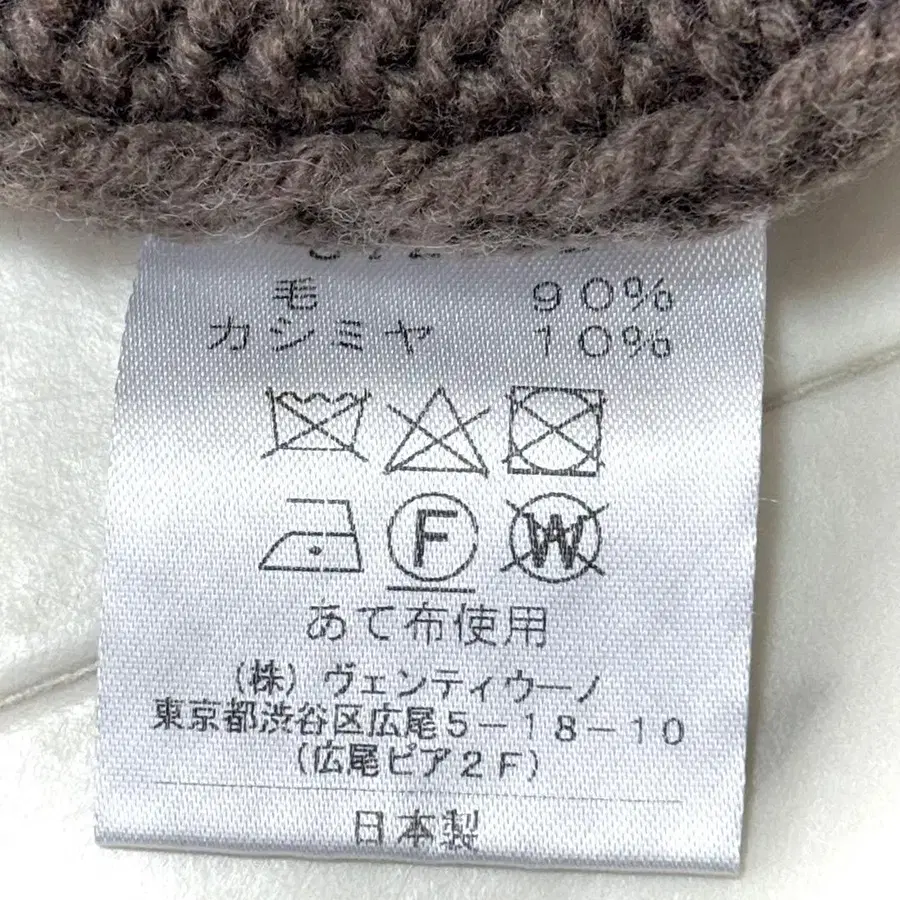 毛 90%
カシミヤ 10%
F W
あて布使用
(株) ヴェンティウーノ
東京都渋谷区広尾5-18-10
(広尾ピア2F)
日本製